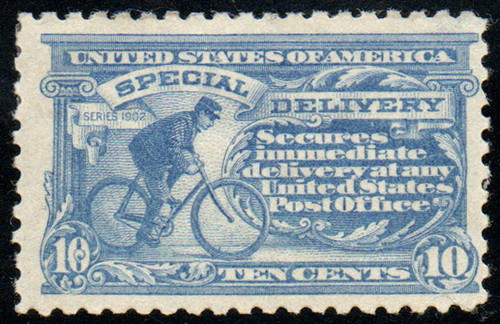 UNITED STATES OF AMERICA
SPECIAL
DELIVERY
SERIES 1902
Secures
immediate
delivery at any
United States
Post Office
10
TEN CENTS
10